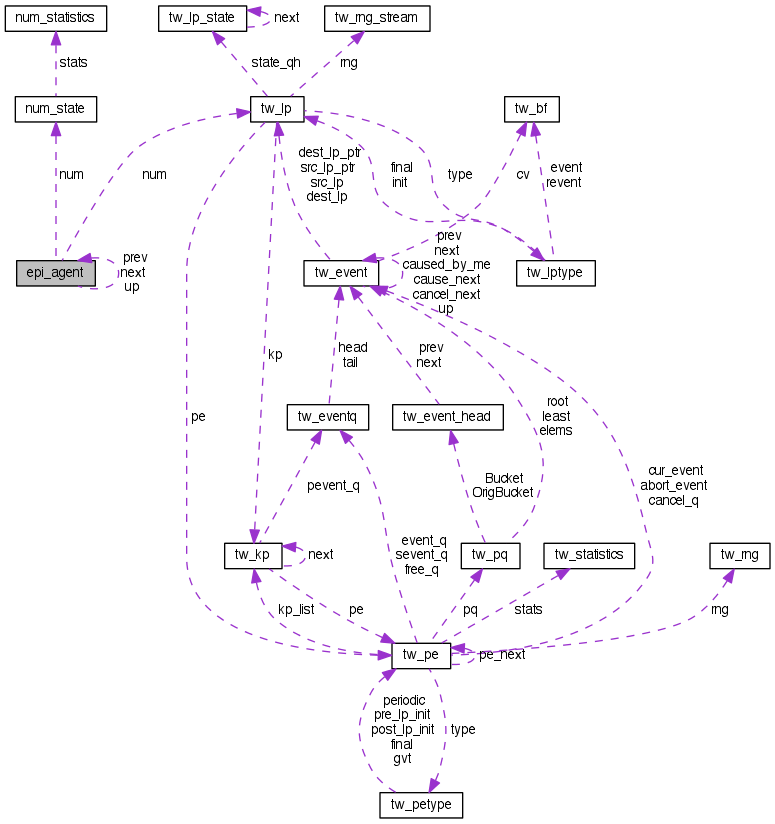 num_statistics
tw_lp_state
next
tw_rng_stream
stats
state_qh
rng
num_state
tw_lp
tw_bf
num
num
dest_lp_ptr
src_lp_ptr
src_lp
dest_lp
final
init
type
cv
event
revent
epi_agent
prev
next
up
tw_event
prev
next
caused_by_me
cause_next
cancel_next
up
tw_lptype
kp
head
tail
prev
next
pe
tw_eventq
tw_event_head
root
least
elems
pevent_q
Bucket
OrigBucket
cur_event
abort_event
cancel_q
tw_kp
next
event_q
sevent_q
free_q
tw_pq
tw_statistics
tw_rng
kp_list
pe
pq
stats
rng
tw_pe
pe_next
periodic
pre_lp_init
post_lp_init
final
gvt
type
tw_petype